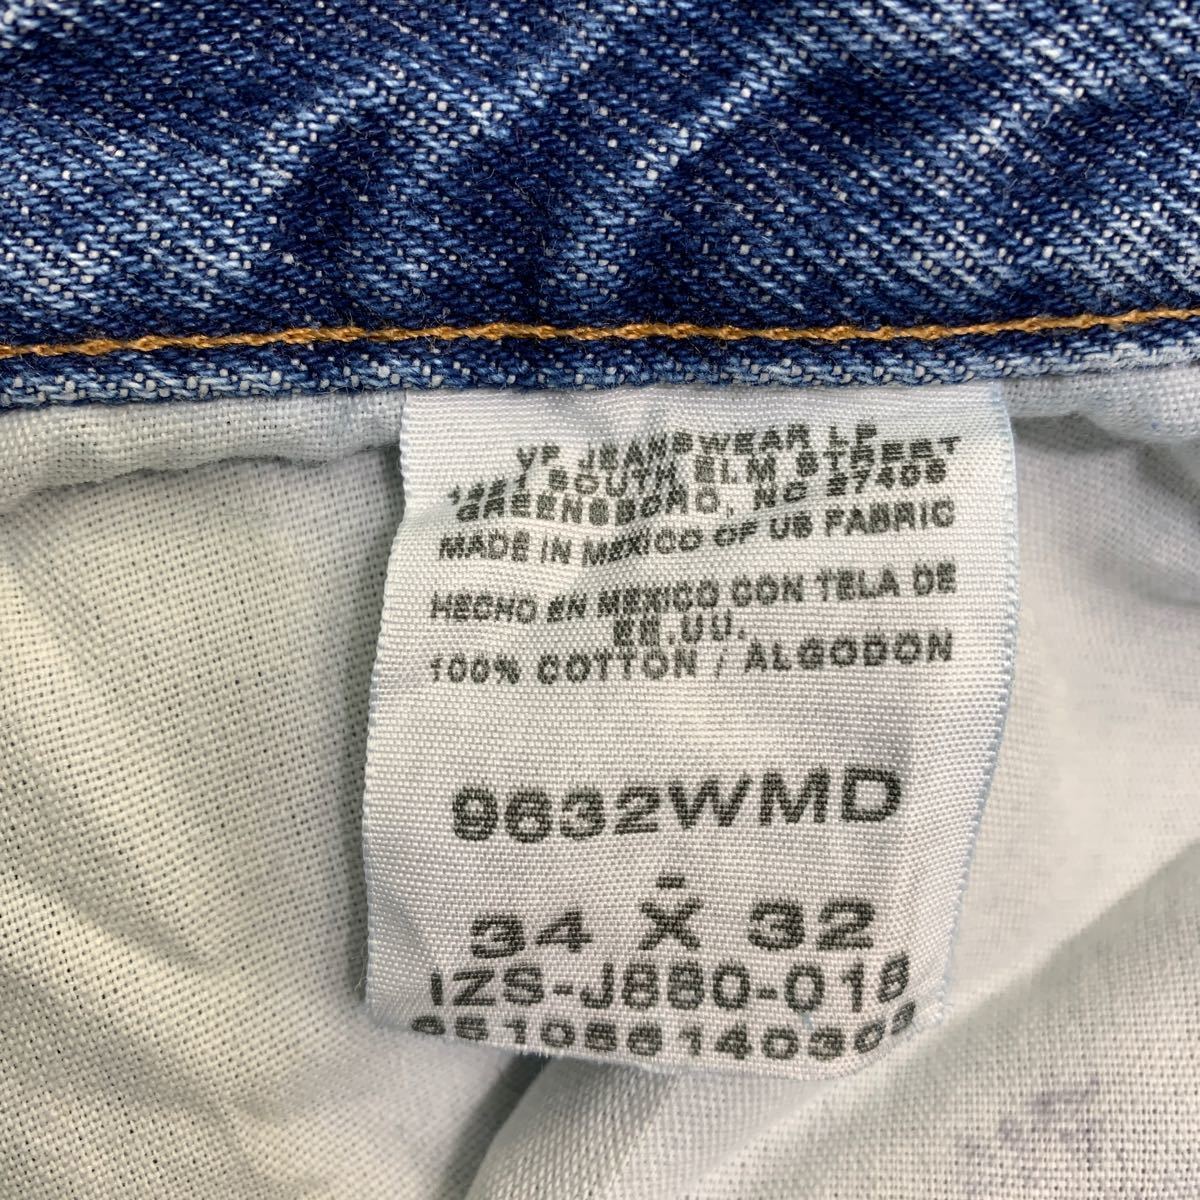 VF JEANSWEAR LP
SOUTH ELM STREET
GREENSBORO, NC 27406
MADE IN MEXICO OF US FABRIC
HECHO EN MEXICO CON TELA DE
EE.UU.
100% COTTON / ALGODON
9632WMD
-
34 X 32
IZS-J880-018